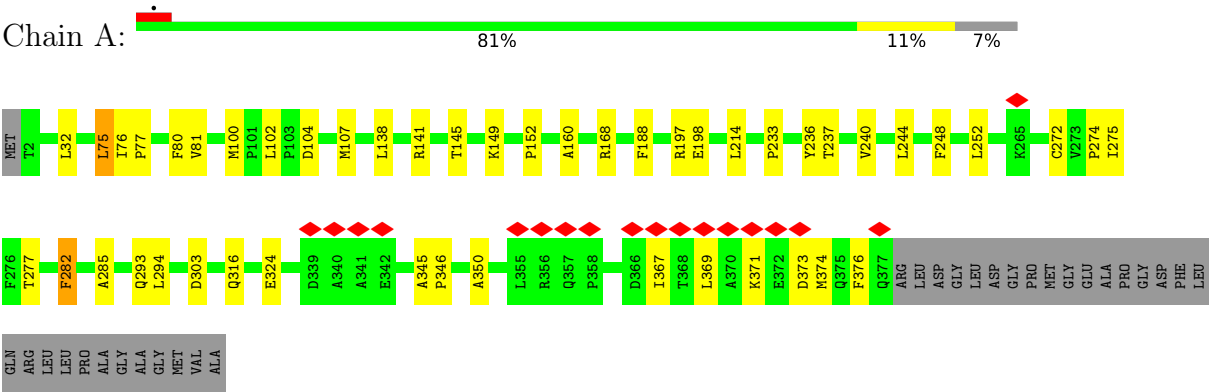 •
Chain A:
81% 11% 7%
MET T2 L32 L75 I76 P77 F80 V81 M100 P101 L102 P103 D104 M107 L138 R141 T145 K149 P152 A160 R168 F188 R197 E198 L214 P233 Y236 T237 V240 L244 F248 L252 K265 C272 V273 P274 I275
F276 T277 F282 A285 Q293 L294 D303 Q316 E324 D339 A340 A341 E342 A345 P346 A350 L355 R356 Q357 P358 D366 I367 T368 L369 A370 K371 E372 D373 M374 Q375 F376 Q377 ARG LEU ASP GLY LEU LEU ASP GLY PRO MET GLY GLU ALA PRO GLY ASP PHE LEU
GLN ARG LEU LEU PRO ALA GLY ALA GLY MET VAL ALA